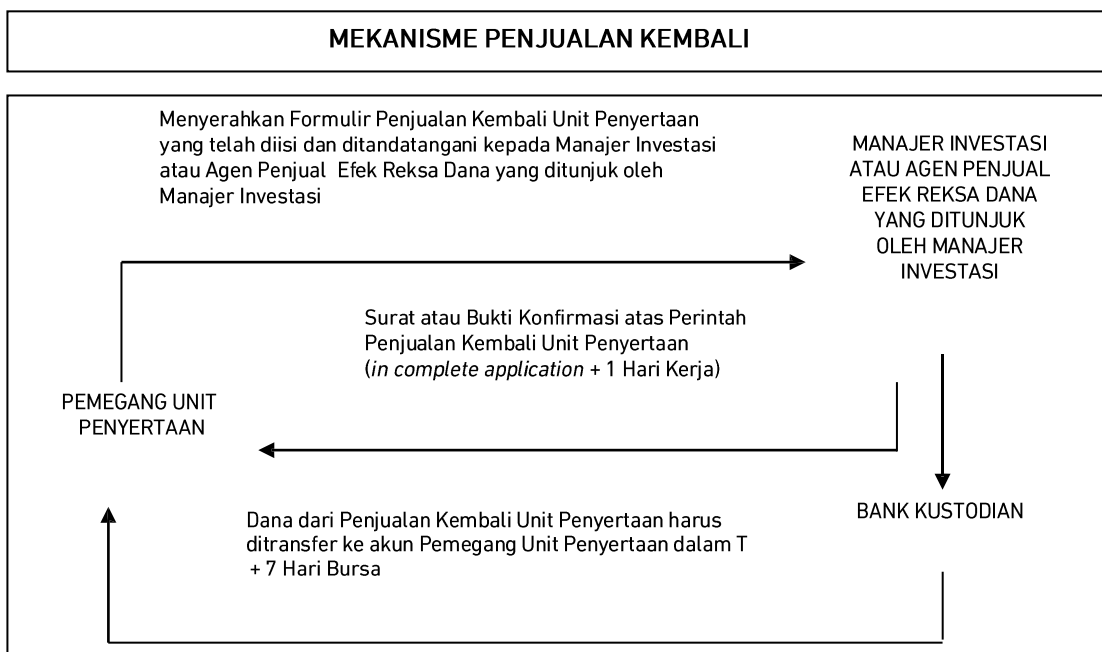 MEKANISME PENJUALAN KEMBALI
Menyerahkan Formulir Penjualan Kembali Unit Penyertaan
yang telah diisi dan ditandatangani kepada Manajer Investasi
atau Agen Penjual Efek Reksa Dana yang ditunjuk oleh
Manajer Investasi
MANAJER INVESTASI
ATAU AGEN PENJUAL
EFEK REKSA DANA
YANG DITUNJUK
OLEH MANAJER
INVESTASI
Surat atau Bukti Konfirmasi atas Perintah
Penjualan Kembali Unit Penyertaan
(in complete application + 1 Hari Kerja)
PEMEGANG UNIT
PENYERTAAN
BANK KUSTODIAN
Dana dari Penjualan Kembali Unit Penyertaan harus
ditransfer ke akun Pemegang Unit Penyertaan dalam T
+ 7 Hari Bursa